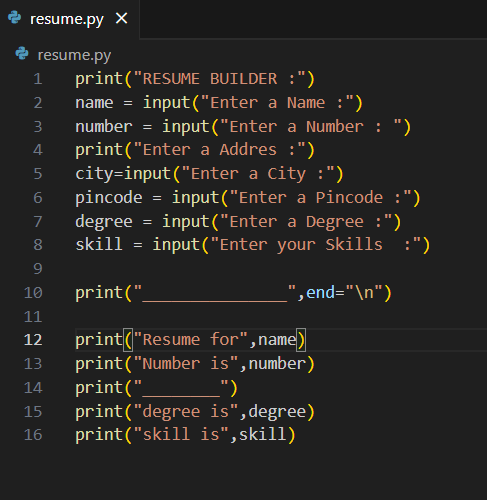 resume.py ×
resume.py
1 print("RESUME BUILDER :")
2 name = input("Enter a Name :")
3 number = input("Enter a Number : ")
4 print("Enter a Addres :")
5 city=input("Enter a City :")
6 pincode = input("Enter a Pincode :")
7 degree = input("Enter a Degree :")
8 skill = input("Enter your Skills  :")
9
10 print("_______________",end="\n")
11
12 print("Resume for",name)
13 print("Number is",number)
14 print("________")
15 print("degree is",degree)
16 print("skill is",skill)